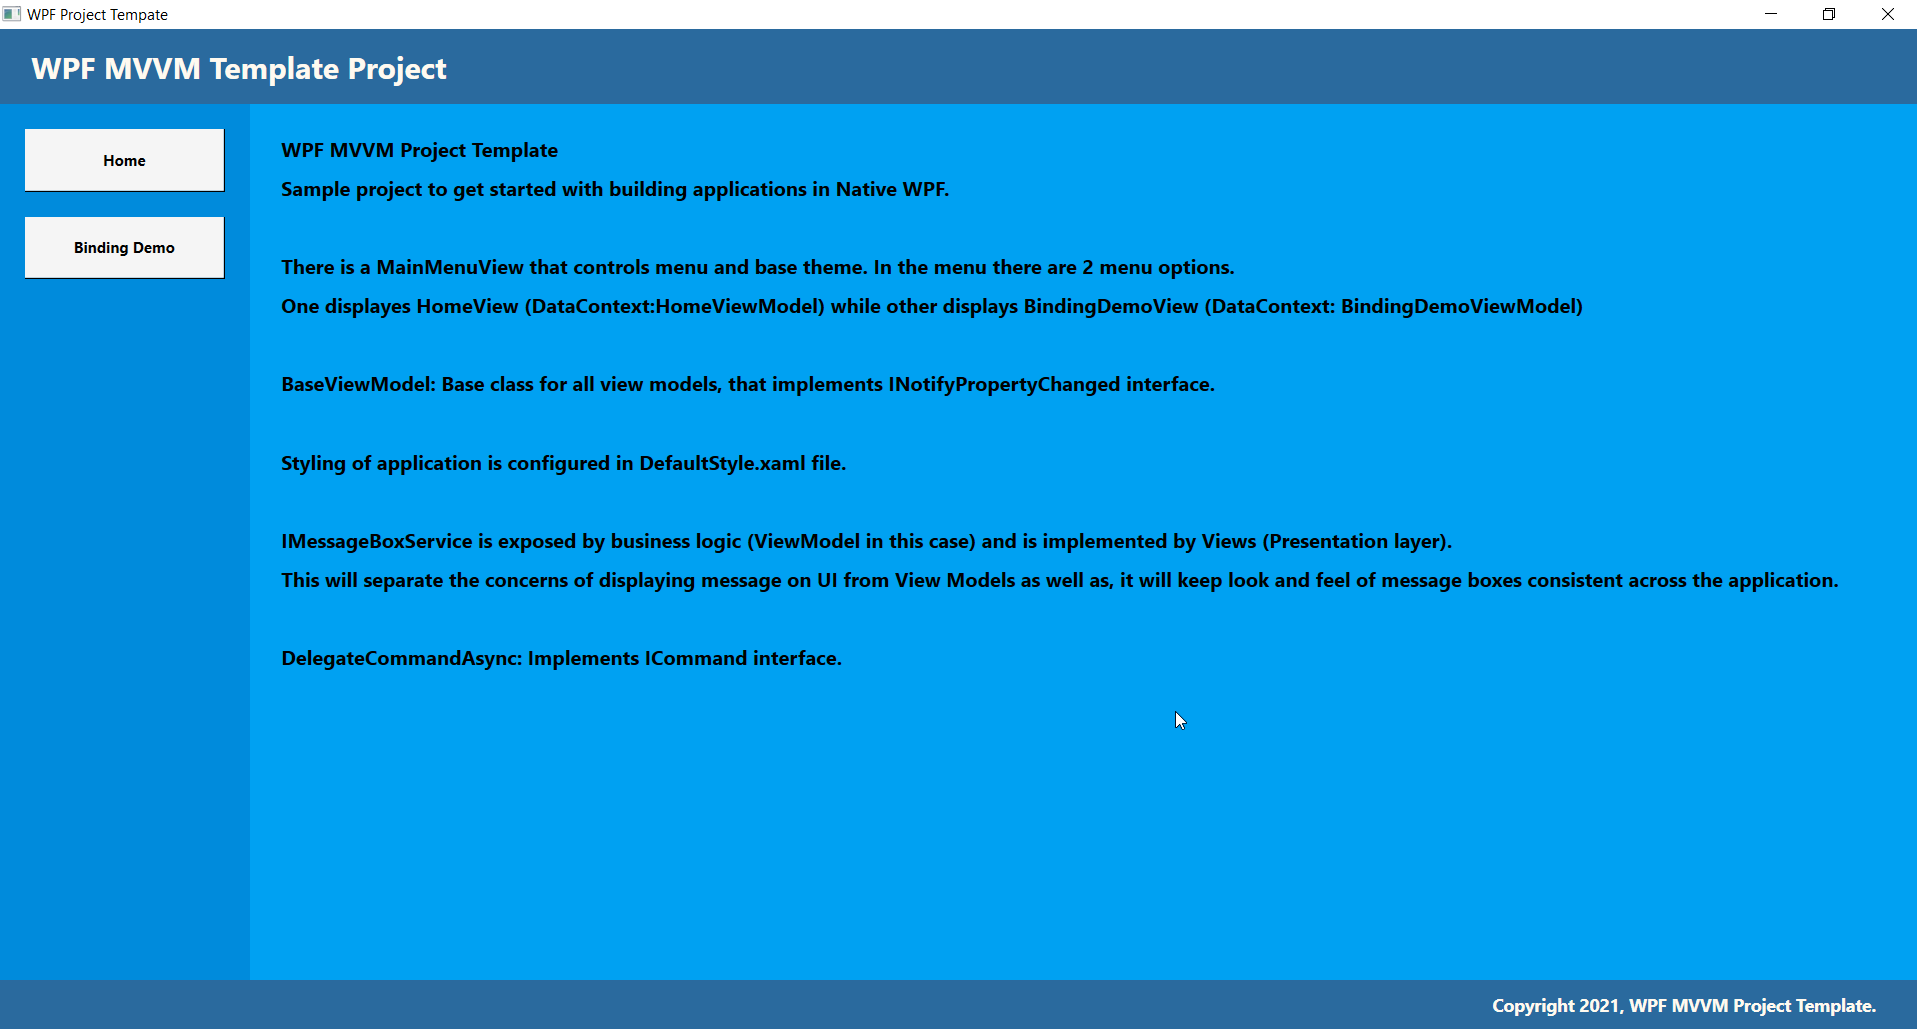 WPF Project Tempate
WPF MVVM Template Project
Home
Binding Demo
WPF MVVM Project Template
Sample project to get started with building applications in Native WPF.
There is a MainMenuView that controls menu and base theme. In the menu there are 2 menu options.
One displayes HomeView (DataContext:HomeViewModel) while other displays BindingDemoView (DataContext: BindingDemoViewModel)
BaseViewModel: Base class for all view models, that implements INotifyPropertyChanged interface.
Styling of application is configured in DefaultStyle.xaml file.
IMessageBoxService is exposed by business logic (ViewModel in this case) and is implemented by Views (Presentation layer).
This will separate the concerns of displaying message on UI from View Models as well as, it will keep look and feel of message boxes consistent across the application.
DelegateCommandAsync: Implements ICommand interface.
Copyright 2021, WPF MVVM Project Template.